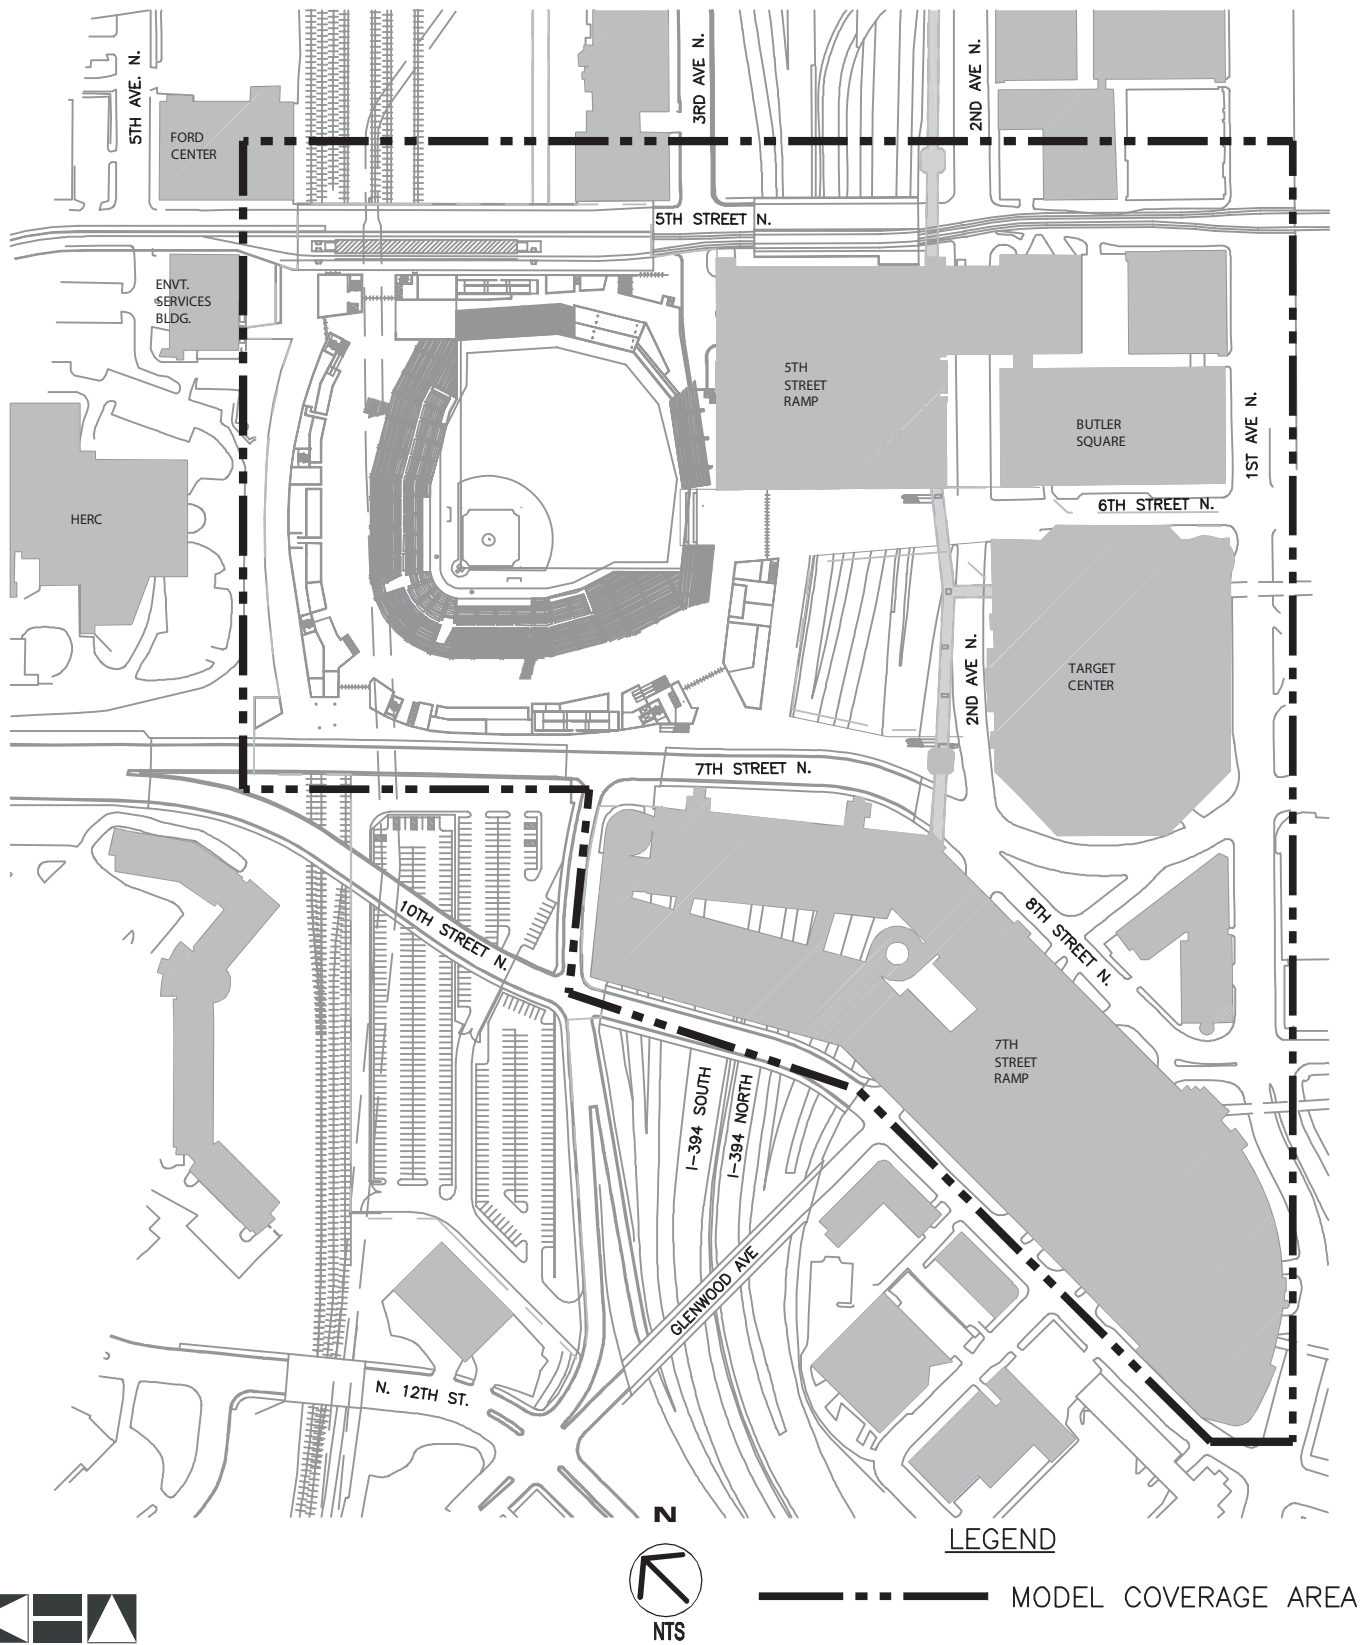 5TH AVE. N.
3RD AVE N.
2ND AVE N.
FORD
CENTER
5TH STREET N.
ENVT.
SERVICES
BLDG.
5TH
STREET
RAMP
BUTLER
SQUARE
1ST AVE N.
HERC
6TH STREET N.
TARGET
CENTER
2ND AVE N.
7TH STREET N.
10TH STREET N.
8TH STREET N.
7TH
STREET
RAMP
I-394 SOUTH
I-394 NORTH
GLENWOOD AVE
N. 12TH ST.
N
NTS
LEGEND
MODEL COVERAGE AREA